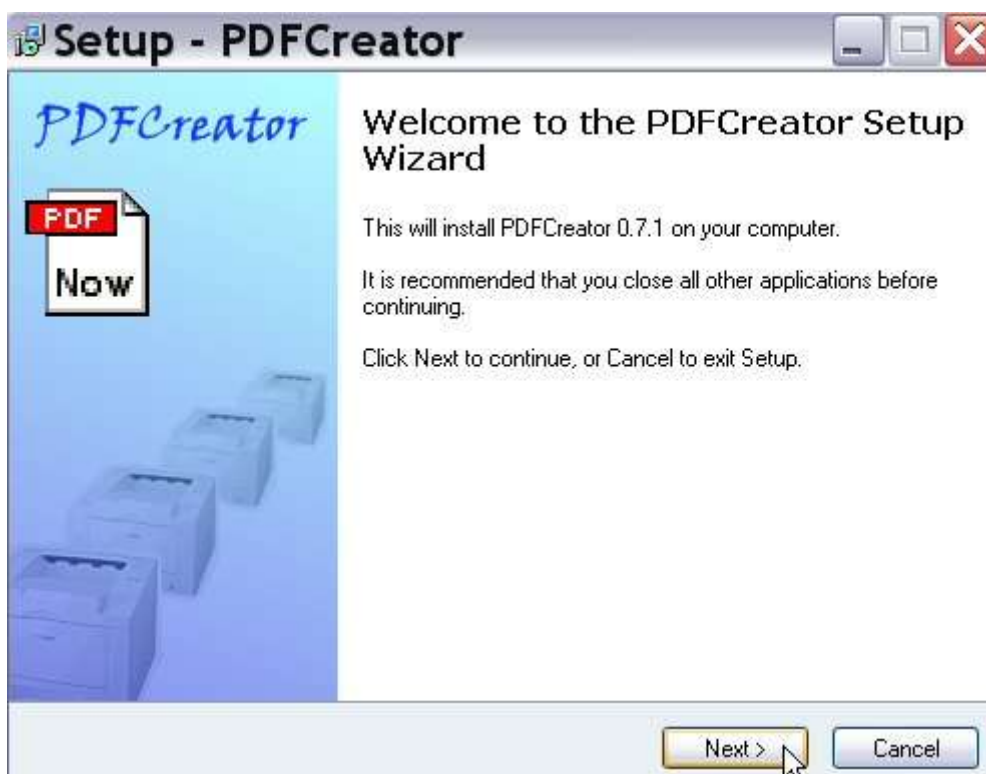 Setup - PDFCreator
PDFCreator
PDF
Now
Welcome to the PDFCreator Setup
Wizard
This will install PDFCreator 0.7.1 on your computer.
It is recommended that you close all other applications before
continuing.
Click Next to continue, or Cancel to exit Setup.
Next >
Cancel